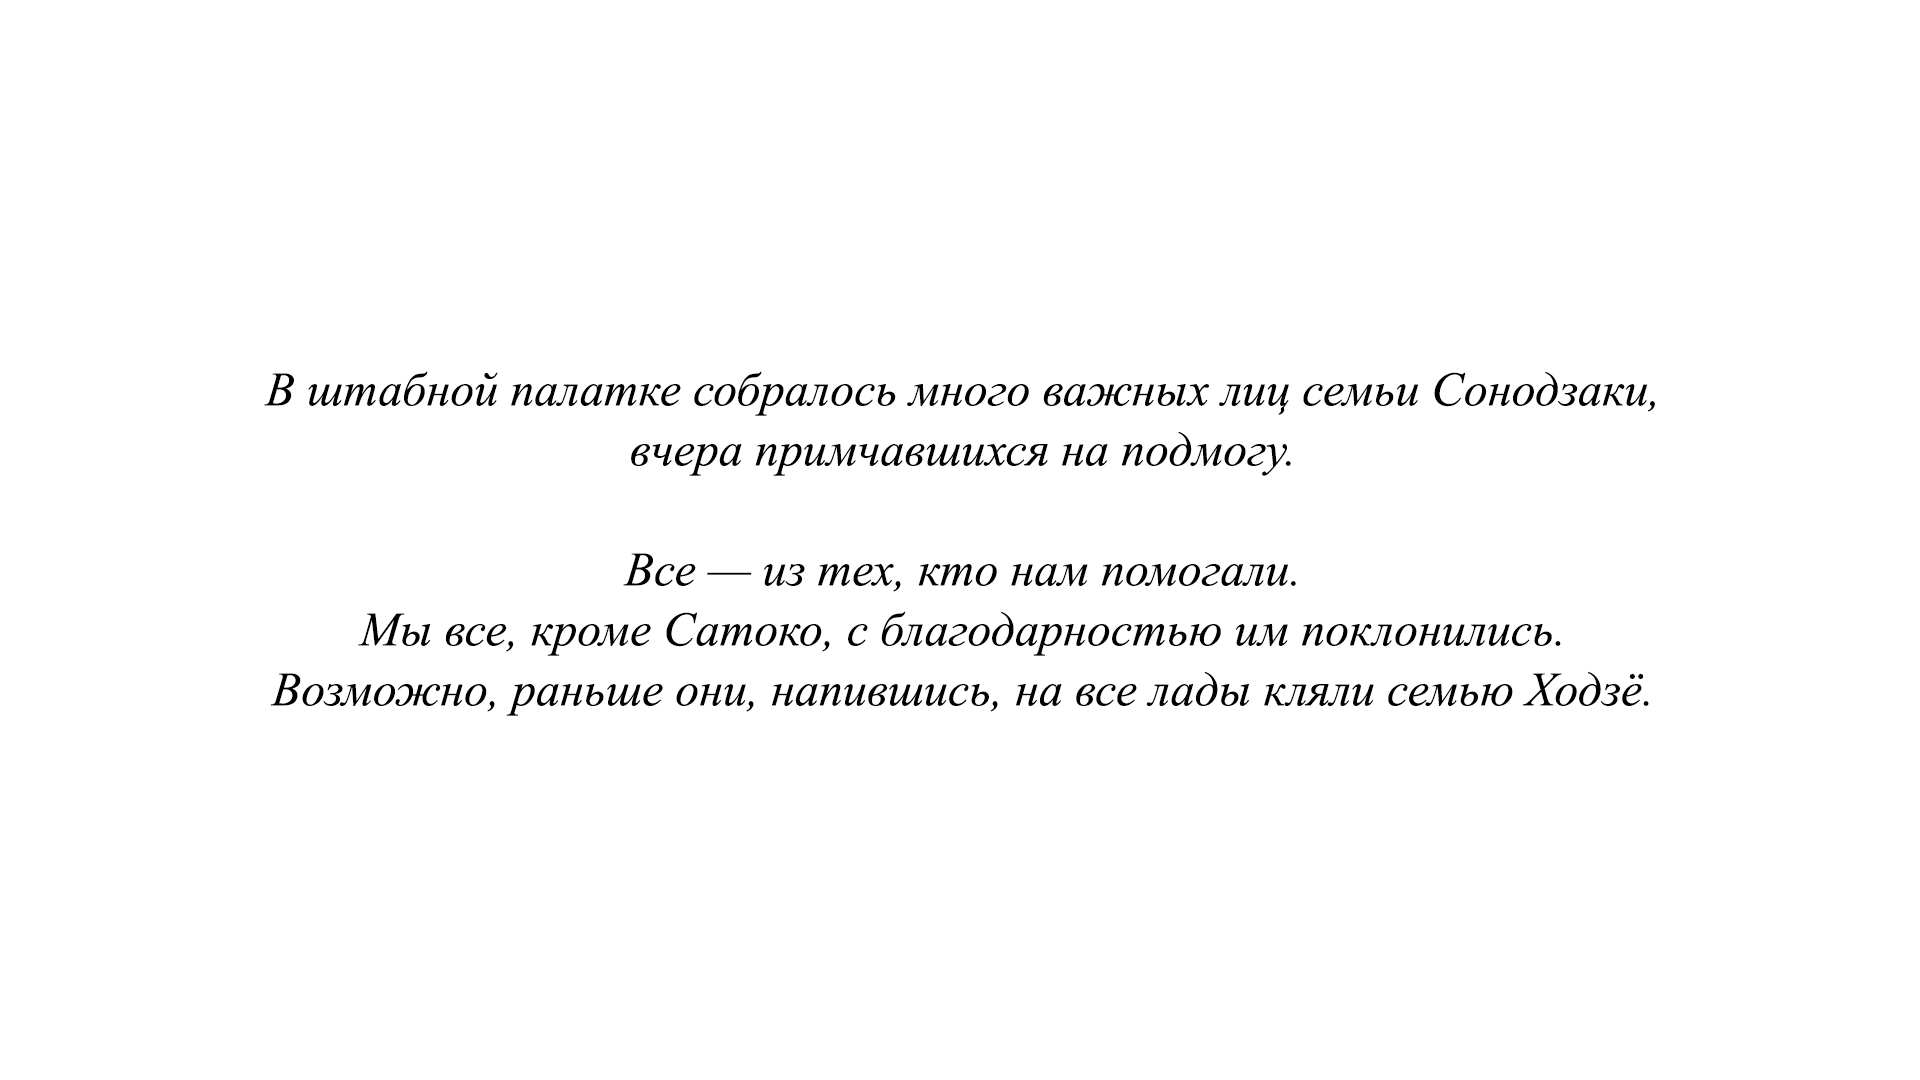 В штабной палатке собралось много важных лиц семьи Сонодзаки,
вчера примчавшихся на подмогу.
Все — из тех, кто нам помогали.
Мы все, кроме Сатоко, с благодарностью им поклонились.
Возможно, раньше они, напившись, на все лады кляли семью Ходзё.